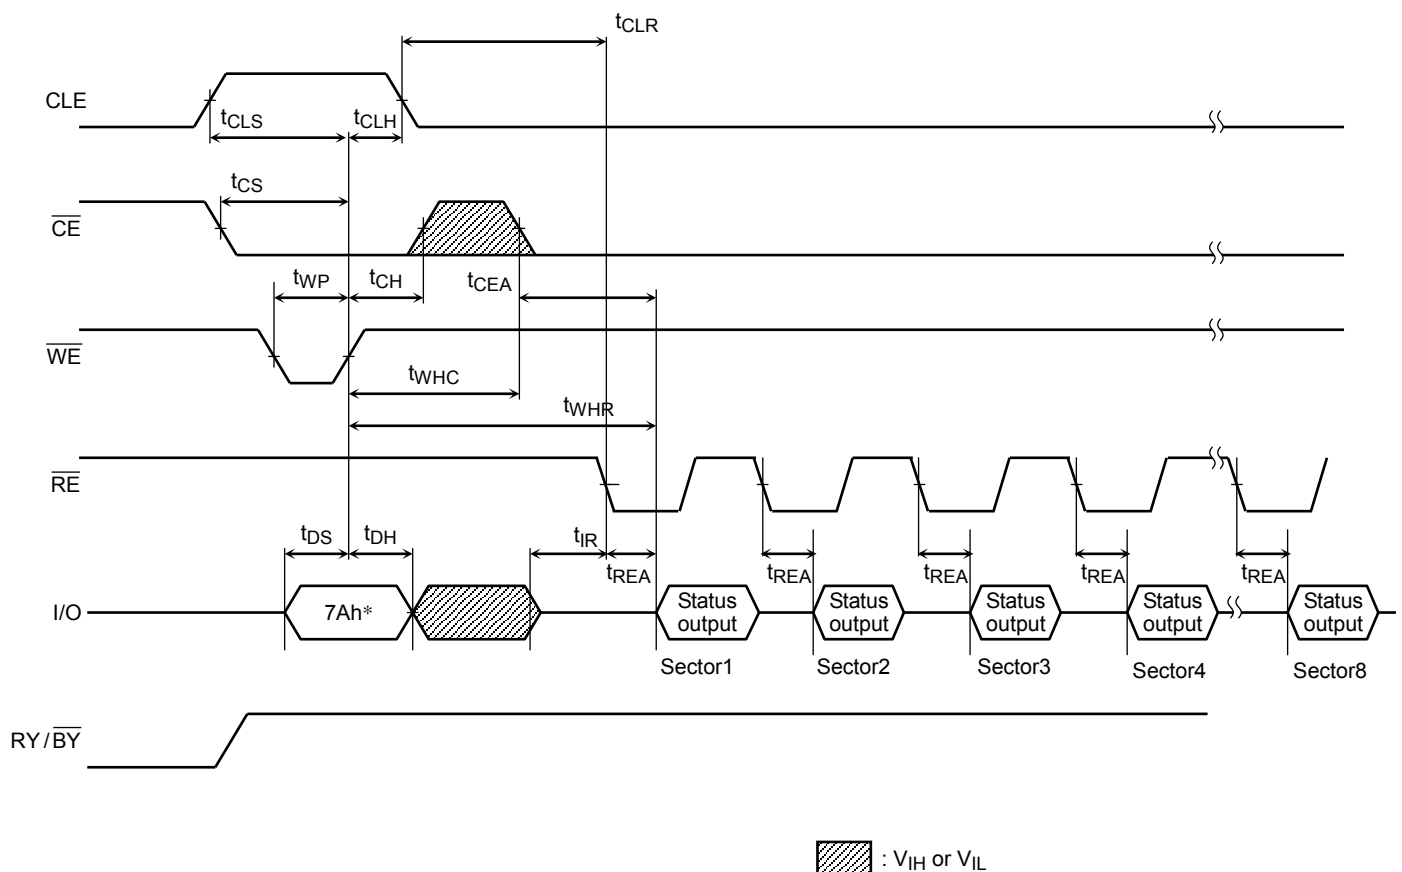 tCLR
CLE
tCLS
tCLH
tCS
CE
tWP
tCH
tCEA
WE
tWHC
tWHR
RE
tDS
tDH
tIR
tREA
tREA
tREA
tREA
tREA
I/O
7Ah*
Status output
Status output
Status output
Status output
Status output
Sector1
Sector2
Sector3
Sector4
Sector8
RY/BY
: VIH or VIL